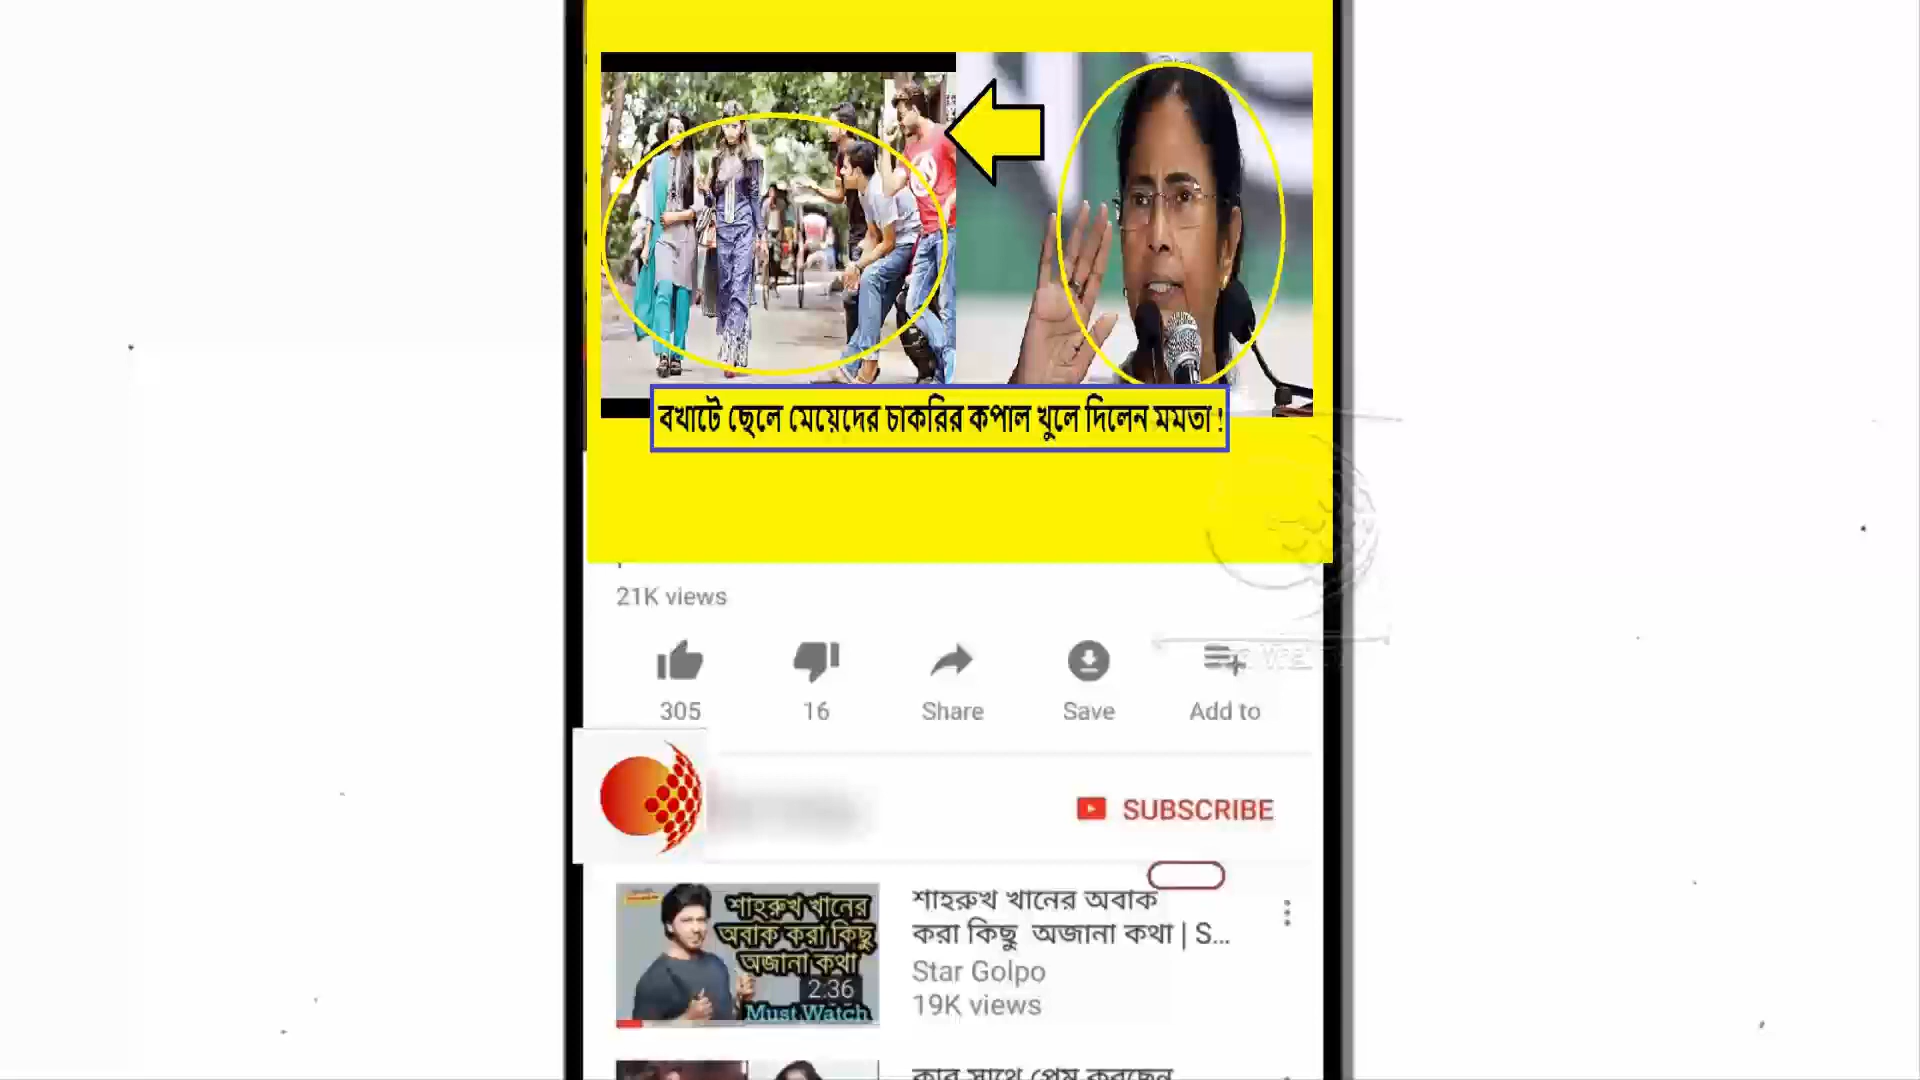 বখাটে ছেলে মেয়েদের চাকরির কপাল খুলে দিলেন মমতা !
21K views
305
16
Share
Save
Add to
SUBSCRIBE
শাহরুখ খানের
অবাক করা কিছু
অজানা কথা
2:36
Must Watch
শাহরুখ খানের অবাক
করা কিছু অজানা কথা | S...
Star Golpo
19K views
কার সাথে প্রেম করছেন